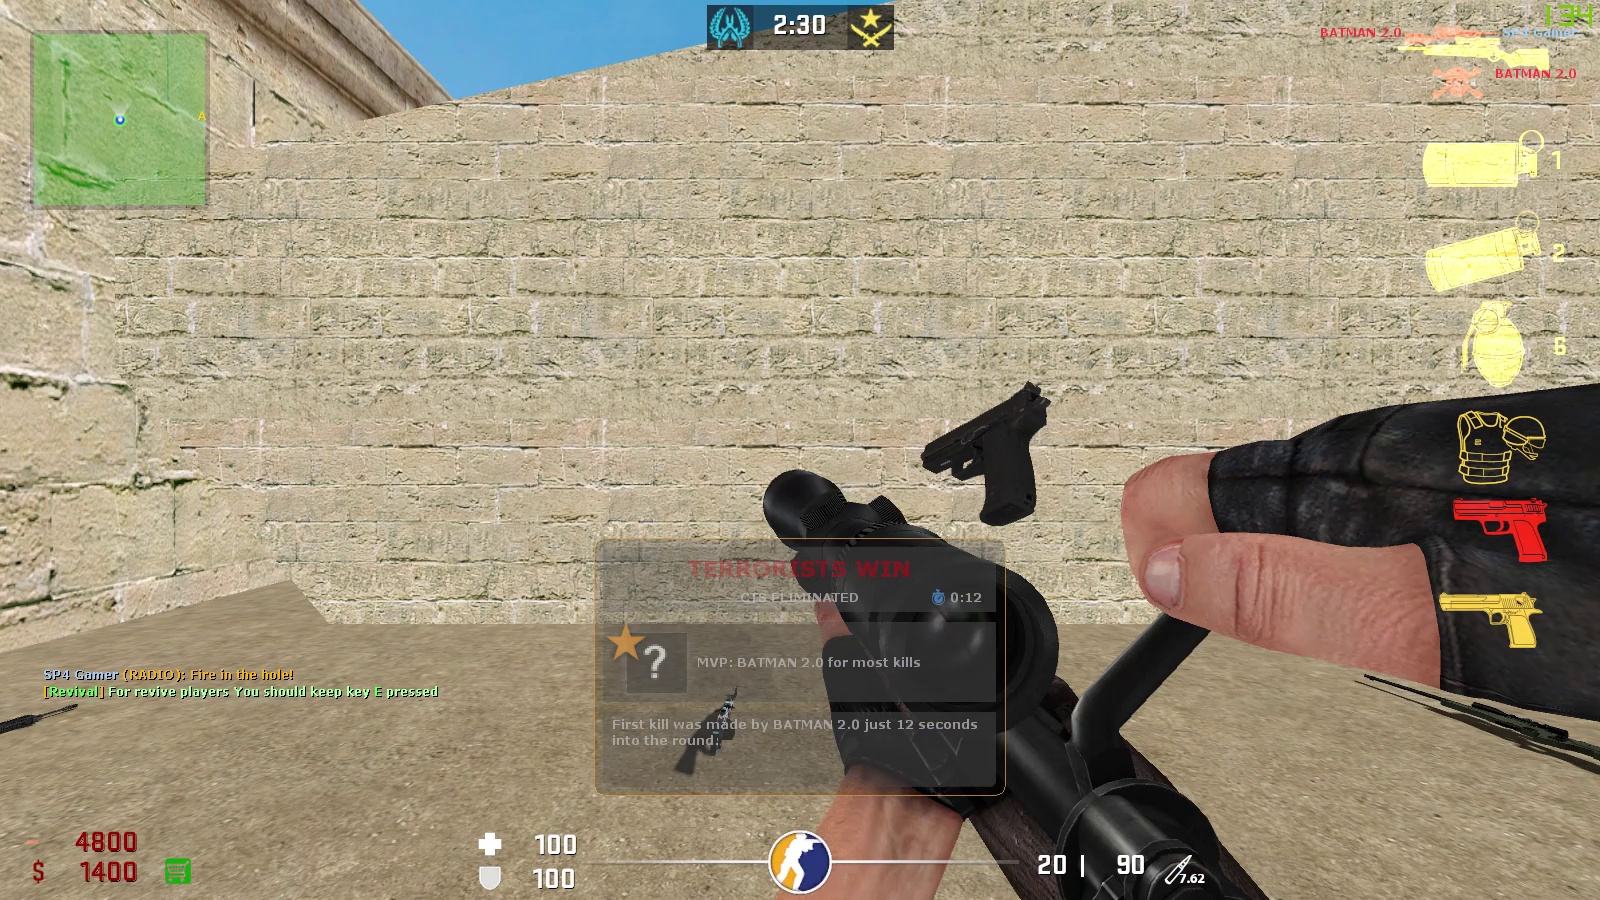 2:30
134
BATMAN 2.0
SP4 Gamer
BATMAN 2.0
A
1
2
6
TERRORISTS WIN
CTS ELIMINATED
0:12
MVP: BATMAN 2.0 for most kills
First kill was made by BATMAN 2.0 just 12 seconds
into the round.
SP4 Gamer (RADIO): Fire in the hole!
[Revival] For revive players You should keep key E pressed
- 4800
$ 1400
100
100
20 | 90
7.62